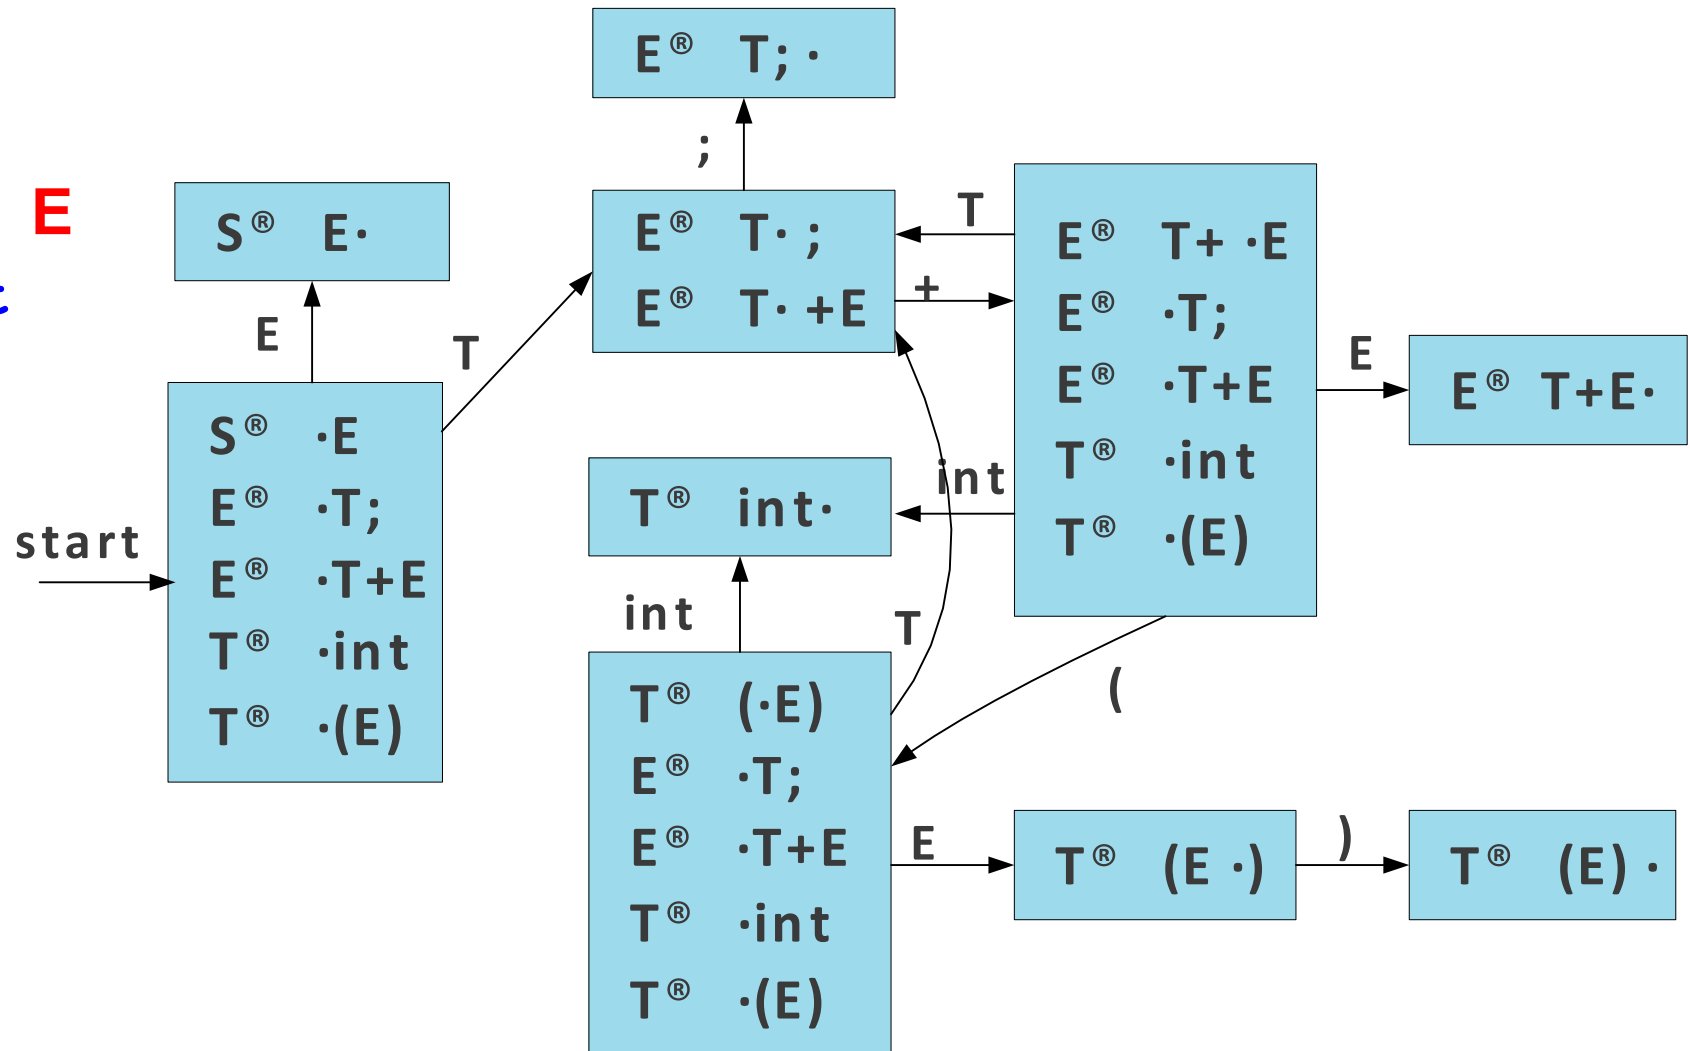 E® T;·
;
E
S® E·
E® T·;
E® T·+E
T
+
E® T+·E
E® ·T;
E® ·T+E
T® ·int
T® ·(E)
E
T
E
E® T+E·
start
S® ·E
E® ·T;
E® ·T+E
T® ·int
T® ·(E)
T® int·
int
int
T
(
T® (·E)
E® ·T;
E® ·T+E
T® ·int
T® ·(E)
E
T® (E·)
)
T® (E)·